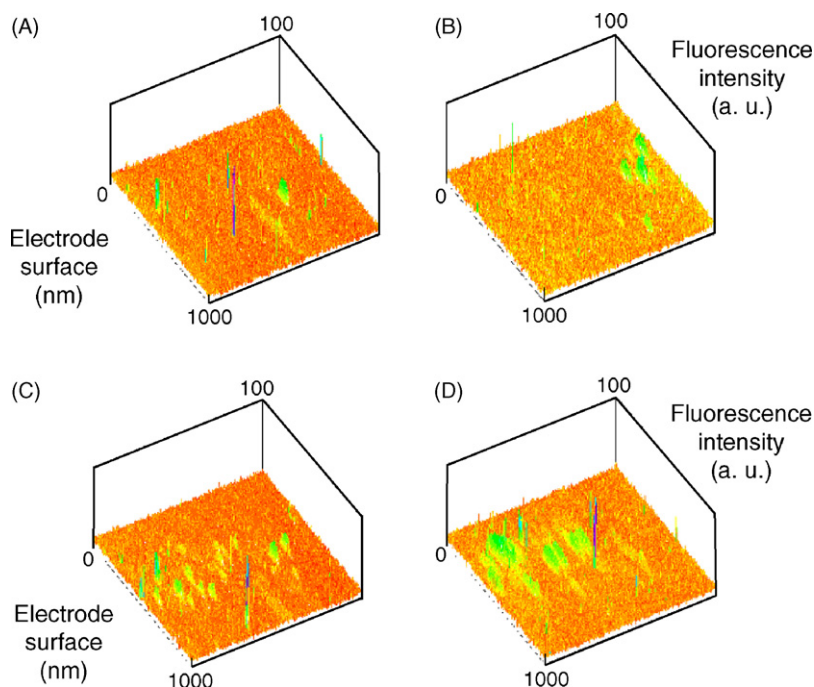 (A)
100
0
Electrode
surface
(nm)
1000
(B)
100
Fluorescence
intensity
(a. u.)
0
1000
(C)
100
0
Electrode
surface
(nm)
1000
(D)
100
Fluorescence
intensity
(a. u.)
0
1000